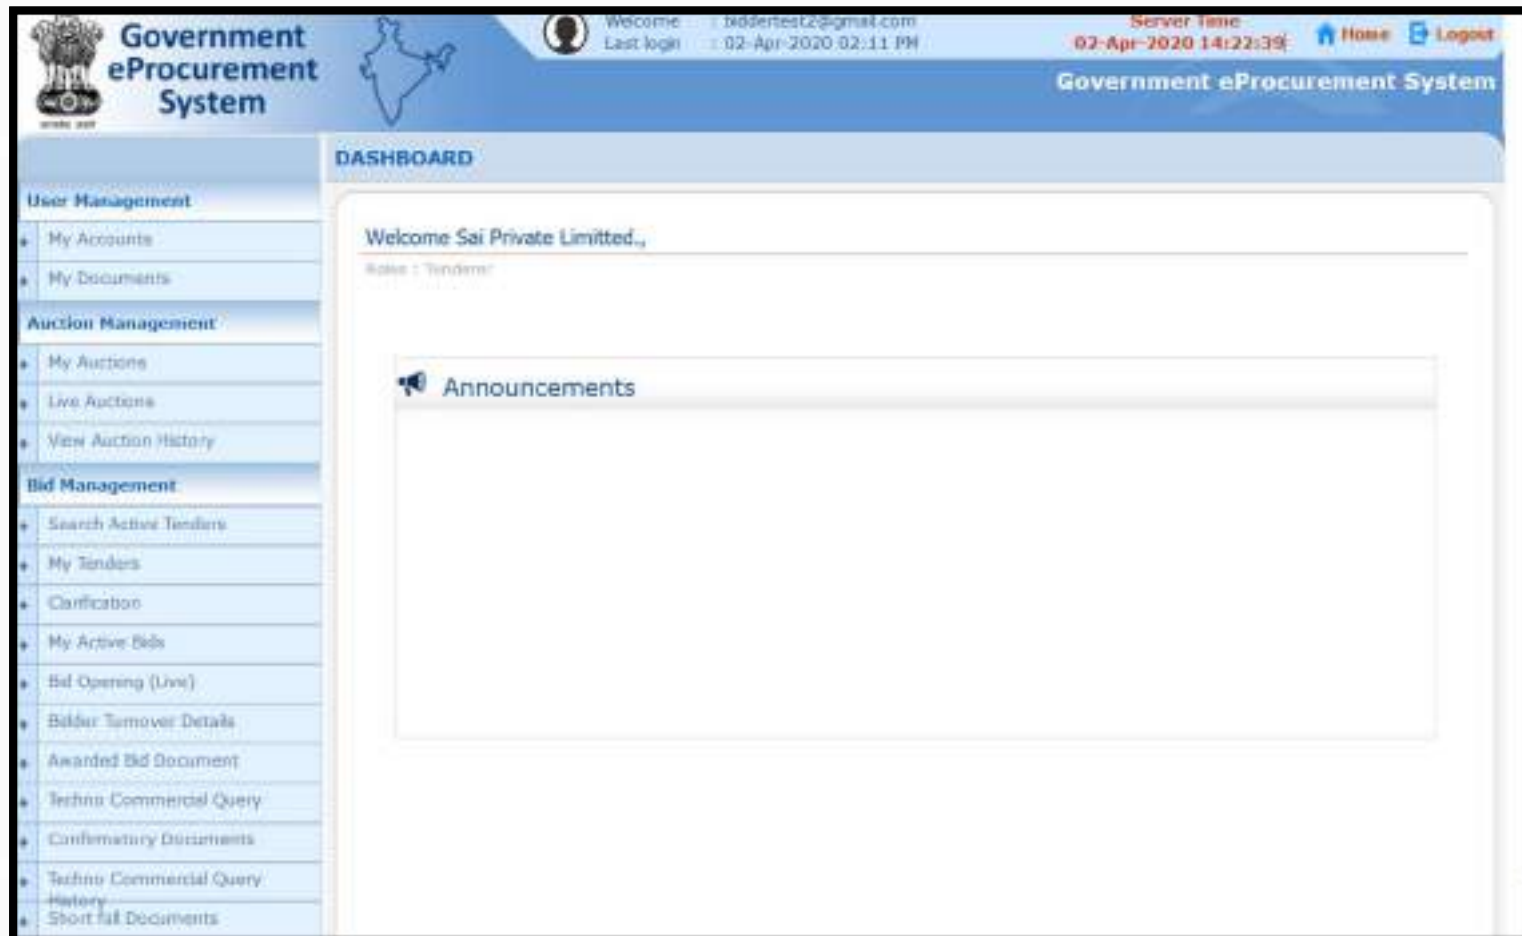 Government
eProcurement
System
Welcome : biddertest2@gmail.com
Last login : 02-Apr-2020 02:11 PM
Server Time
02-Apr-2020 14:22:39
Home
Logout
Government eProcurement System
DASHBOARD
User Management
My Accounts
My Documents
Auction Management
My Auctions
Live Auctions
View Auction History
Bid Management
Search Active Tenders
My Tenders
Clarification
My Active Bids
Bid Opening (Live)
Bidder Turnover Details
Awarded Bid Document
Techno Commercial Query
Confirmatory Documents
Techno Commercial Query
History
Short fall Documents
Welcome Sai Private Limitted.,
Roles : Tenderer
Announcements